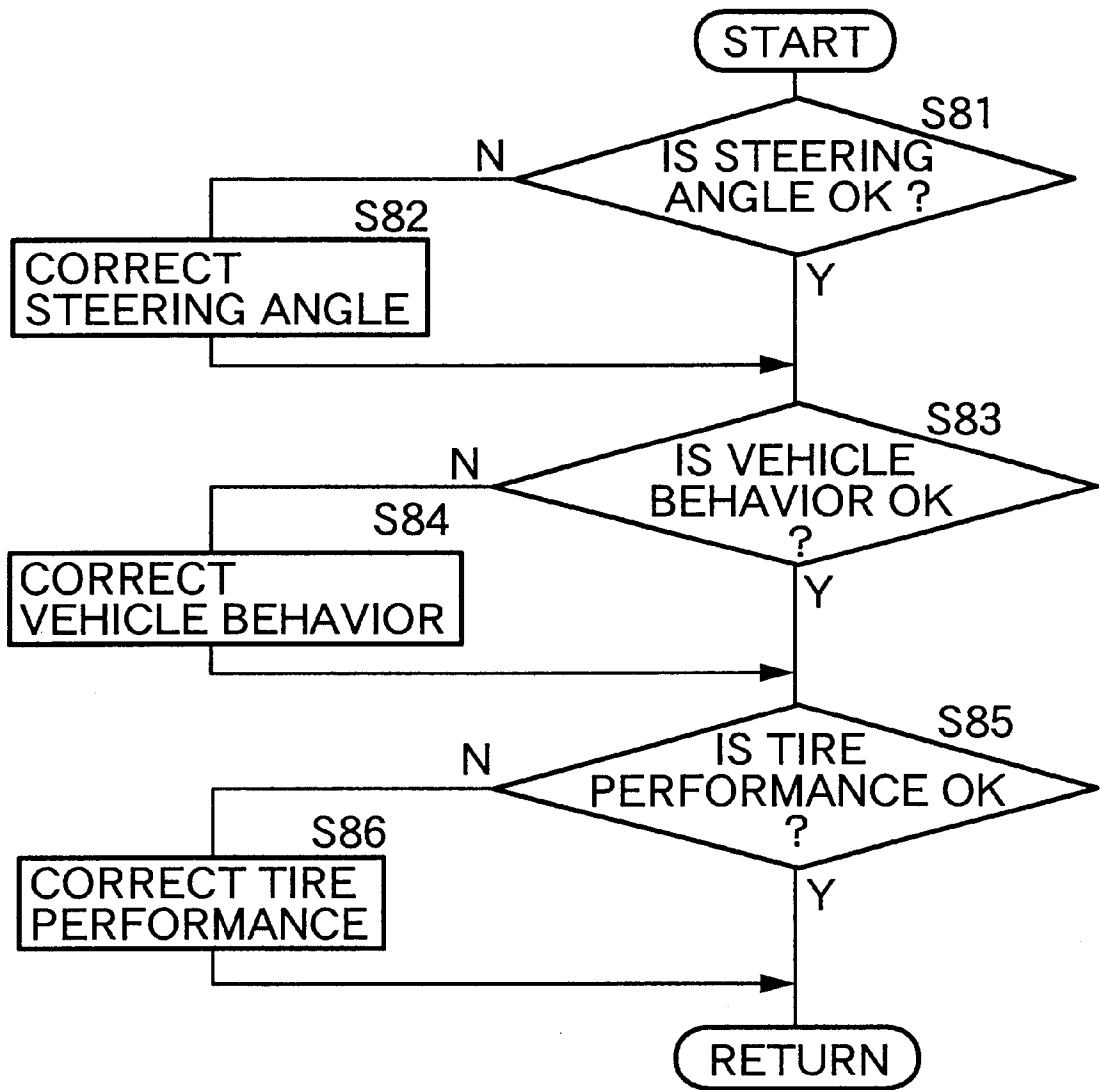 START
S81
IS STEERING
ANGLE OK ?
N
Y
S82
CORRECT
STEERING ANGLE
S83
IS VEHICLE
BEHAVIOR OK
?
N
Y
S84
CORRECT
VEHICLE BEHAVIOR
S85
IS TIRE
PERFORMANCE OK
?
N
Y
S86
CORRECT TIRE
PERFORMANCE
RETURN